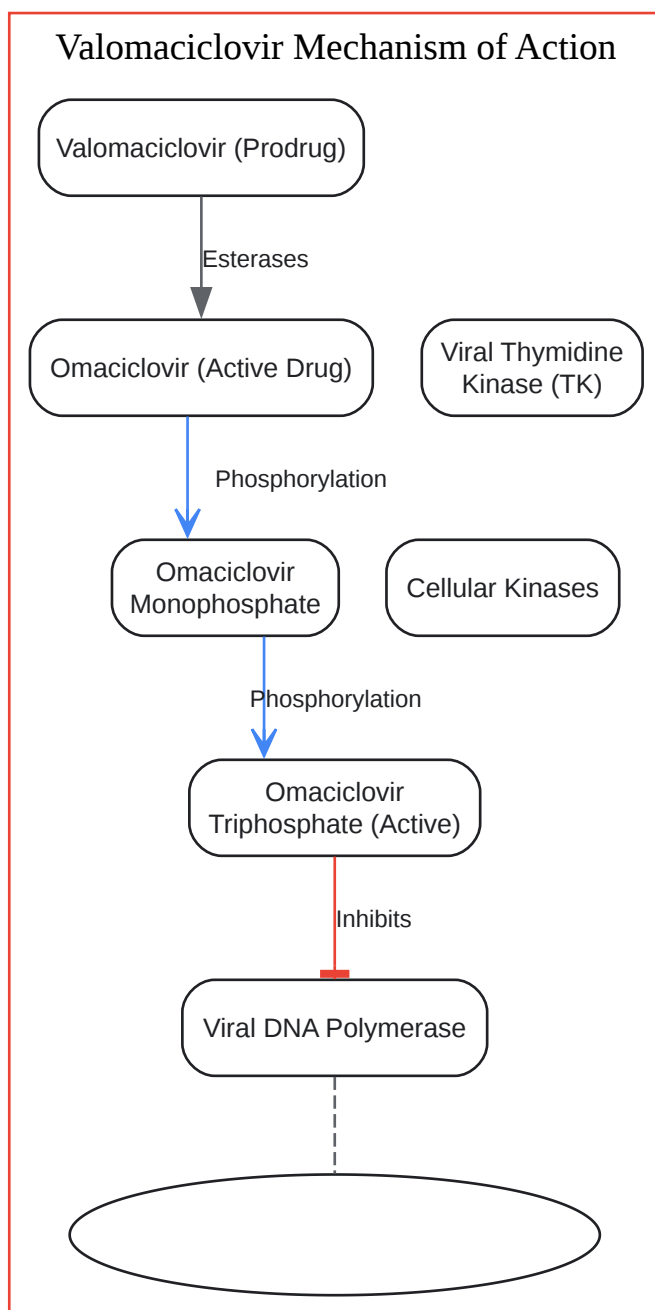 Valomaciclovir Mechanism of Action
Valomaciclovir (Prodrug)
Esterases
Omaciclovir (Active Drug)
Viral Thymidine
Kinase (TK)
Phosphorylation
Omaciclovir
Monophosphate
Cellular Kinases
Phosphorylation
Omaciclovir
Triphosphate (Active)
Inhibits
Viral DNA Polymerase